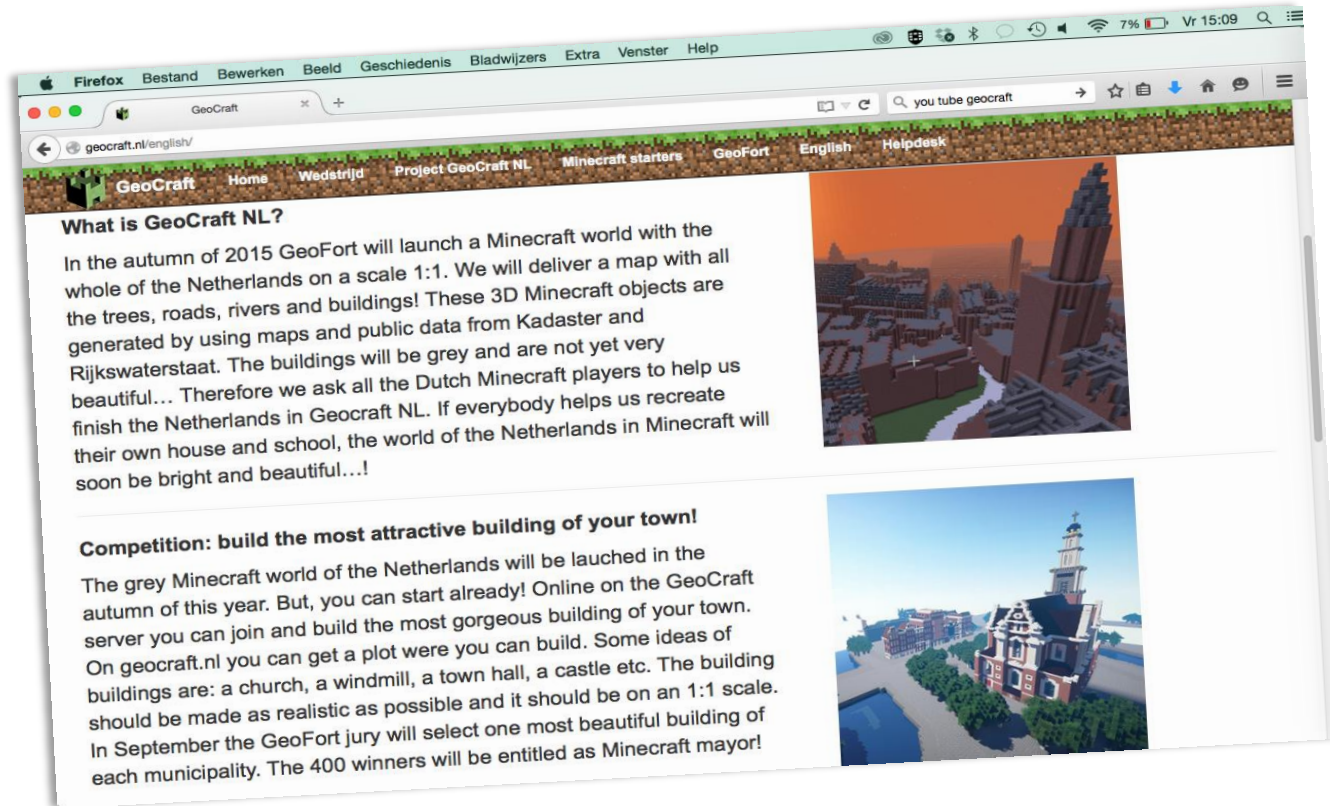 Firefox Bestand Bewerken Beeld Geschiedenis Bladwijzers Extra Venster Help 7% Vr 15:09
GeoCraft
geocraft.nl/english/ you tube geocraft
GeoCraft Home Wedstrijd Project GeoCraft NL Minecraft starters GeoFort English Helpdesk
What is GeoCraft NL?
In the autumn of 2015 GeoFort will launch a Minecraft world with the
whole of the Netherlands on a scale 1:1. We will deliver a map with all
the trees, roads, rivers and buildings! These 3D Minecraft objects are
generated by using maps and public data from Kadaster and
Rijkswaterstaat. The buildings will be grey and are not yet very
beautiful... Therefore we ask all the Dutch Minecraft players to help us
finish the Netherlands in Geocraft NL. If everybody helps us recreate
their own house and school, the world of the Netherlands in Minecraft will
soon be bright and beautiful...!
Competition: build the most attractive building of your town!
The grey Minecraft world of the Netherlands will be lauched in the
autumn of this year. But, you can start already! Online on the GeoCraft
server you can join and build the most gorgeous building of your town.
On geocraft.nl you can get a plot were you can build. Some ideas of
buildings are: a church, a windmill, a town hall, a castle etc. The building
should be made as realistic as possible and it should be on an 1:1 scale.
In September the GeoFort jury will select one most beautiful building of
each municipality. The 400 winners will be entitled as Minecraft mayor!